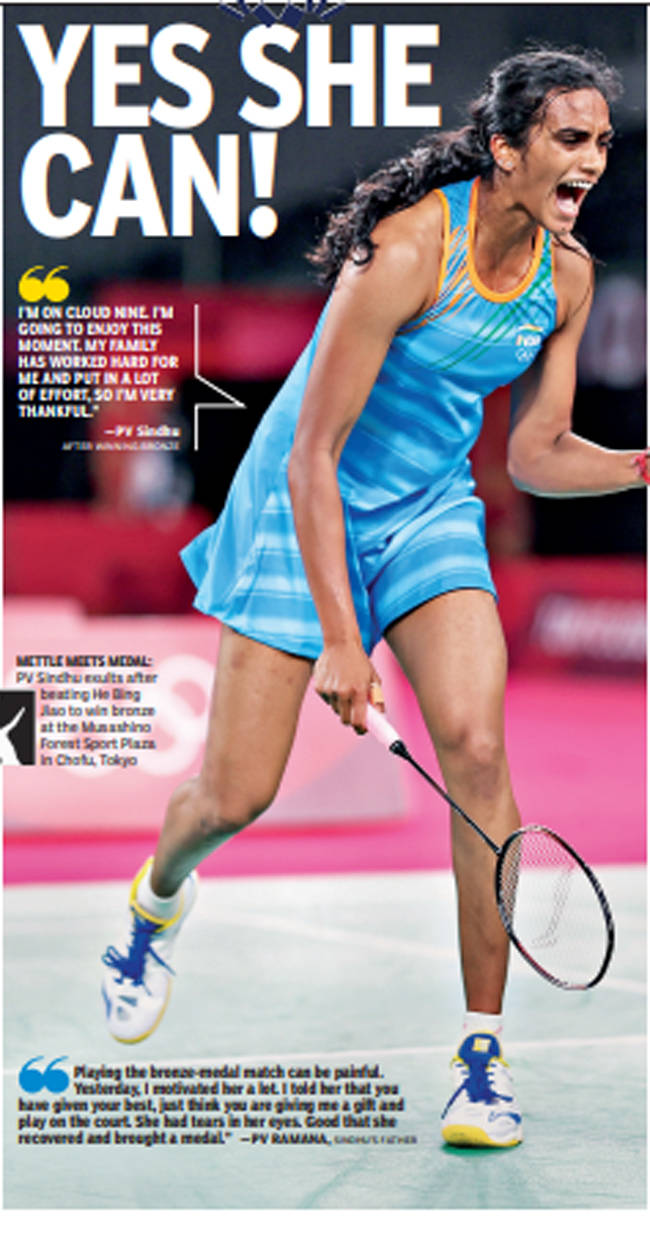 YES SHE
CAN!
“
I'M ON CLOUD NINE. I'M
GOING TO ENJOY THIS
MOMENT. MY FAMILY
HAS WORKED HARD FOR
ME AND PUT IN A LOT
OF EFFORT, SO I'M VERY
THANKFUL."
—PV Sindhu
AFTER WINNING BRONZE
METTLE MEETS MEDAL:
PV Sindhu exults after
beating He Bing
Jiao to win bronze
at the Musashino
Forest Sport Plaza
in Chofu, Tokyo
“ Playing the bronze-medal match can be painful.
Yesterday, I motivated her a lot. I told her that you
have given your best, just think you are giving me a gift and
play on the court. She had tears in her eyes. Good that she
recovered and brought a medal." —PV RAMANA, SINDHU'S FATHER